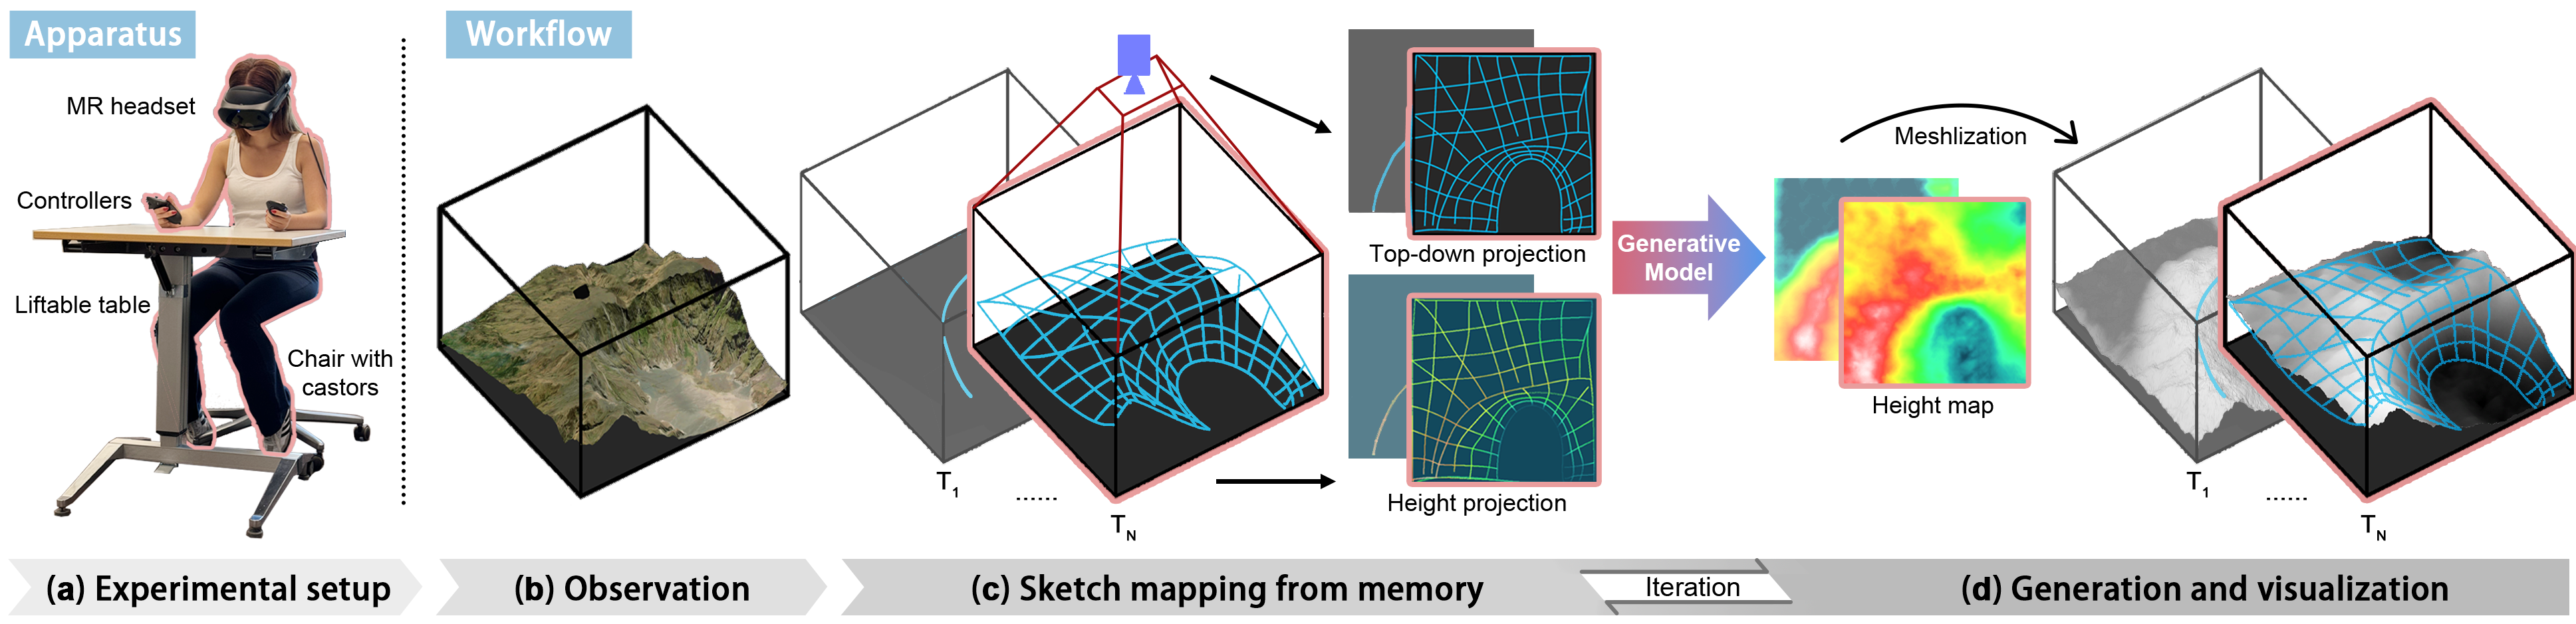 Apparatus
MR headset
Controllers
Liftable table
Chair with
castors
Workflow
T1
......
TN
Top-down projection
Height projection
Generative
Model
Meshlization
Height map
T1
......
TN
(a) Experimental setup
(b) Observation
(c) Sketch mapping from memory
Iteration
(d) Generation and visualization